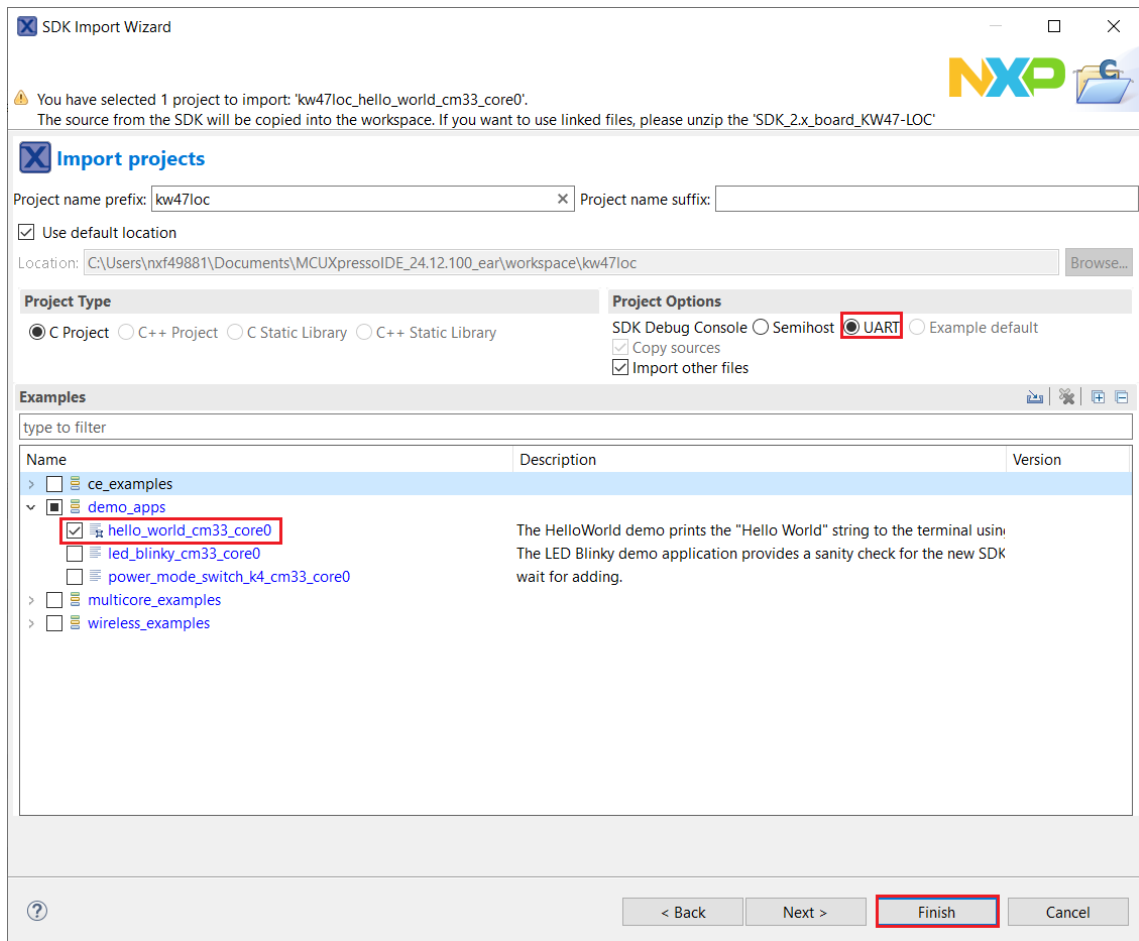 SDK Import Wizard
NXP
You have selected 1 project to import: 'kw47loc_hello_world_cm33_core0'.
The source from the SDK will be copied into the workspace. If you want to use linked files, please unzip the 'SDK_2.x_board_KW47-LOC'
Import projects
Project name prefix: kw47loc Project name suffix:
Use default location
Location: C:\Users\nxf49881\Documents\MCUXpressoIDE_24.12.100_ear\workspace\kw47loc Browse...
Project Type Project Options
C Project C++ Project C Static Library C++ Static Library SDK Debug Console Semihost UART Example default
Copy sources
Import other files
Examples
type to filter
Name Description Version
ce_examples
demo_apps
hello_world_cm33_core0 The HelloWorld demo prints the "Hello World" string to the terminal using
led_blinky_cm33_core0 The LED Blinky demo application provides a sanity check for the new SDK
power_mode_switch_k4_cm33_core0 wait for adding.
multicore_examples
wireless_examples
< Back Next > Finish Cancel